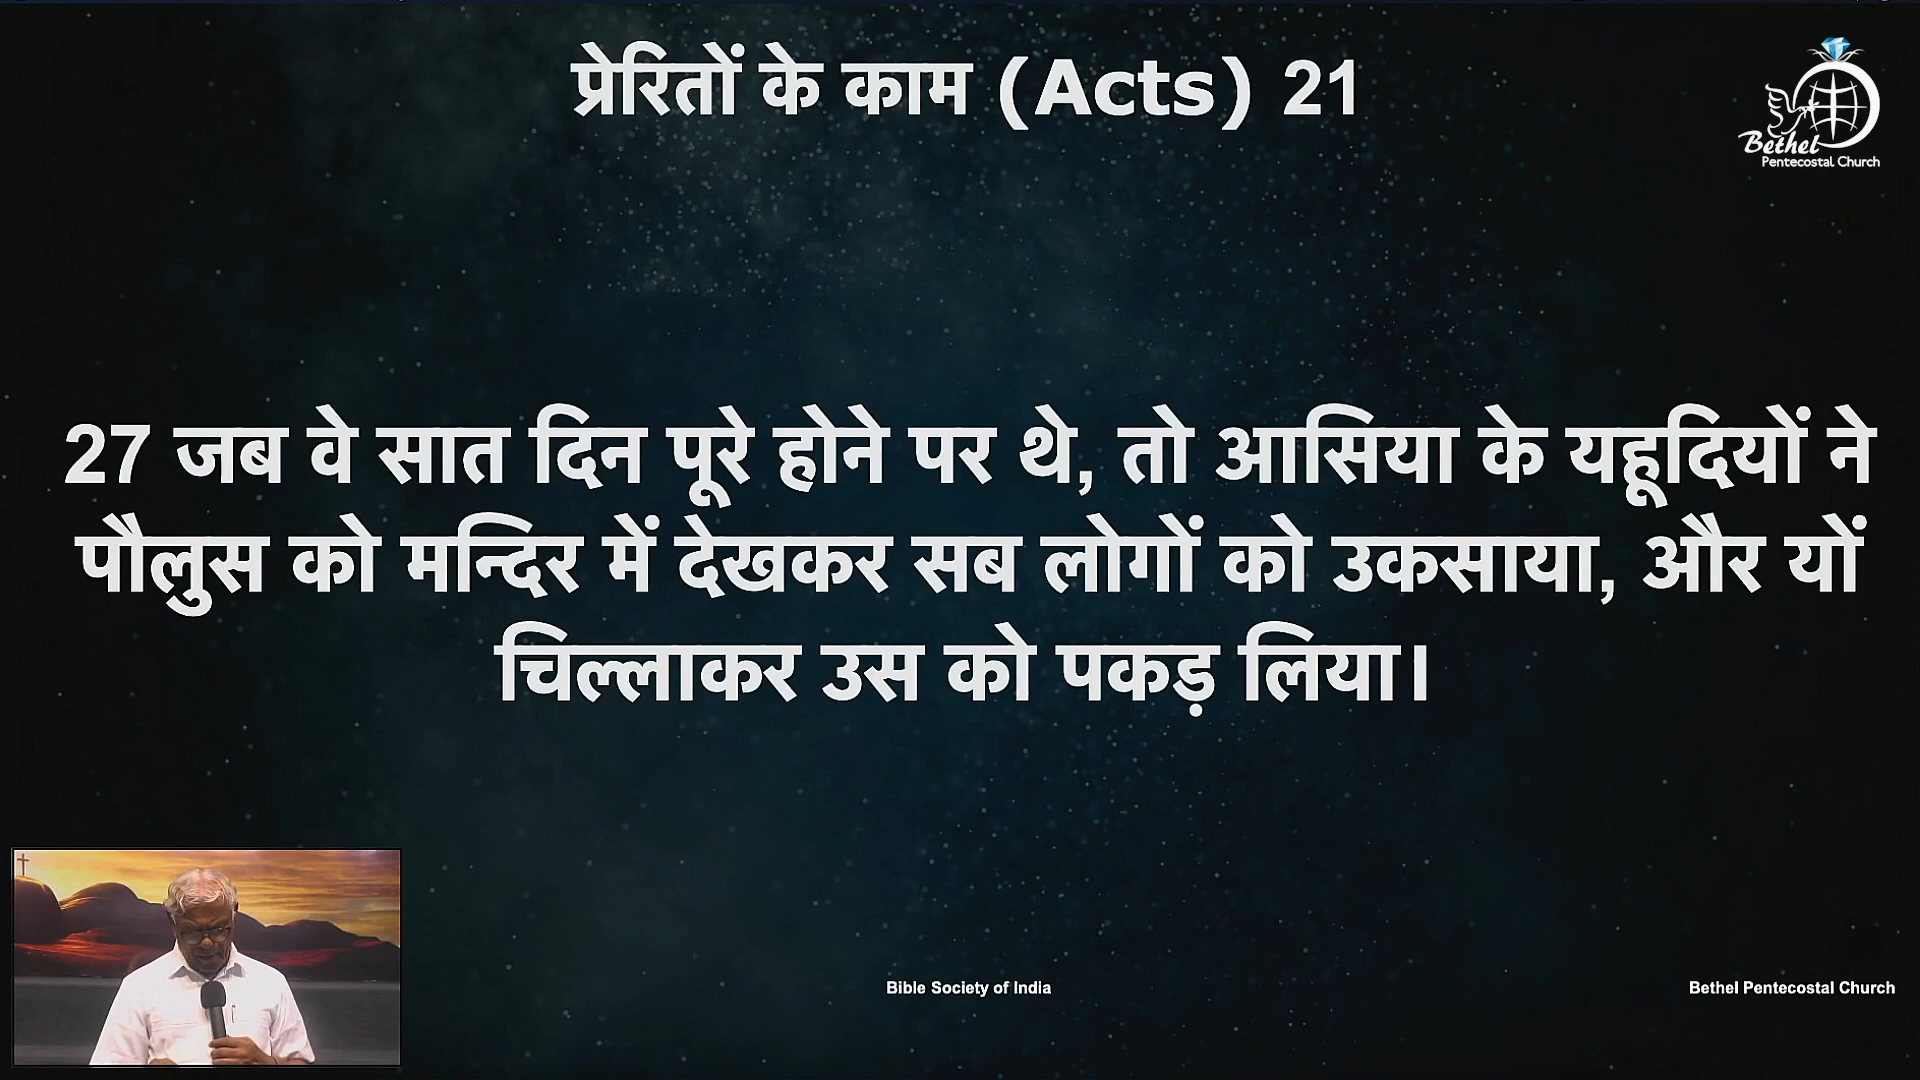 प्रेरितों के काम (Acts) 21
Bethel
Pentecostal Church
27 जब वे सात दिन पूरे होने पर थे, तो आसिया के यहूदियों ने
पौलुस को मन्दिर में देखकर सब लोगों को उकसाया, और यों
चिल्लाकर उस को पकड़ लिया।
Bible Society of India
Bethel Pentecostal Church